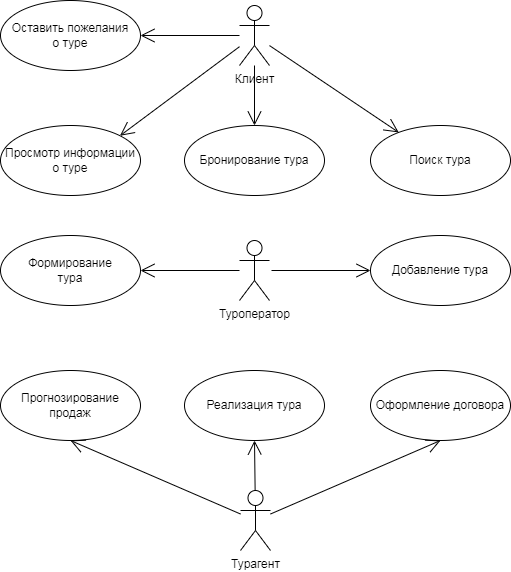 Оставить пожелания
о туре
Клиент
Просмотр информации
о туре
Бронирование тура
Поиск тура
Формирование
тура
Добавление тура
Туроператор
Прогнозирование
продаж
Реализация тура
Оформление договора
Турагент